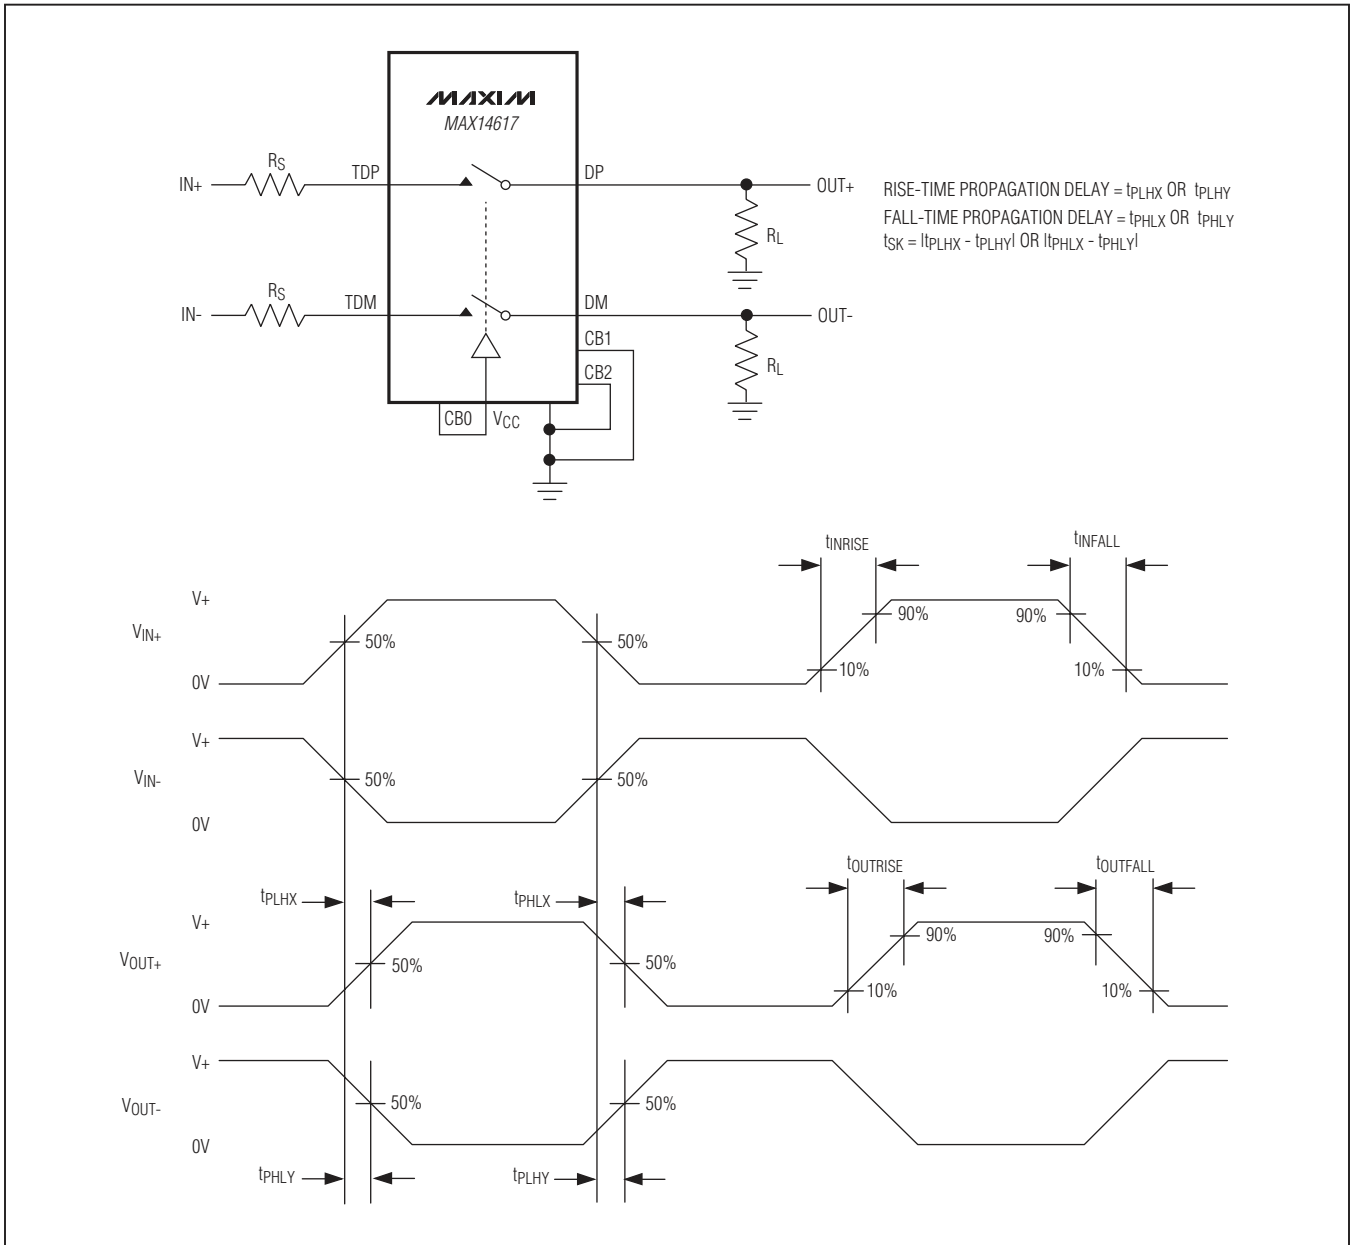 MAXIM
MAX14617
IN+ RS TDP DP OUT+
RISE-TIME PROPAGATION DELAY = tPLHX OR tPLHY
FALL-TIME PROPAGATION DELAY = tPHLX OR tPHLY
tSK = |tPLHX - tPLHY| OR |tPHLX - tPHLY|
RL
IN- RS TDM DM OUT-
CB1
RL
CB2
CB0 VCC
tINRISE tINFALL
V+
90% 90%
VIN+
50% 50%
10% 10%
0V
V+
VIN-
50% 50%
0V
tOUTRISE tOUTFALL
tPLHX tPHLX
V+
90% 90%
VOUT+
50% 50%
10% 10%
0V
V+
VOUT-
50% 50%
0V
tPHLY tPLHY